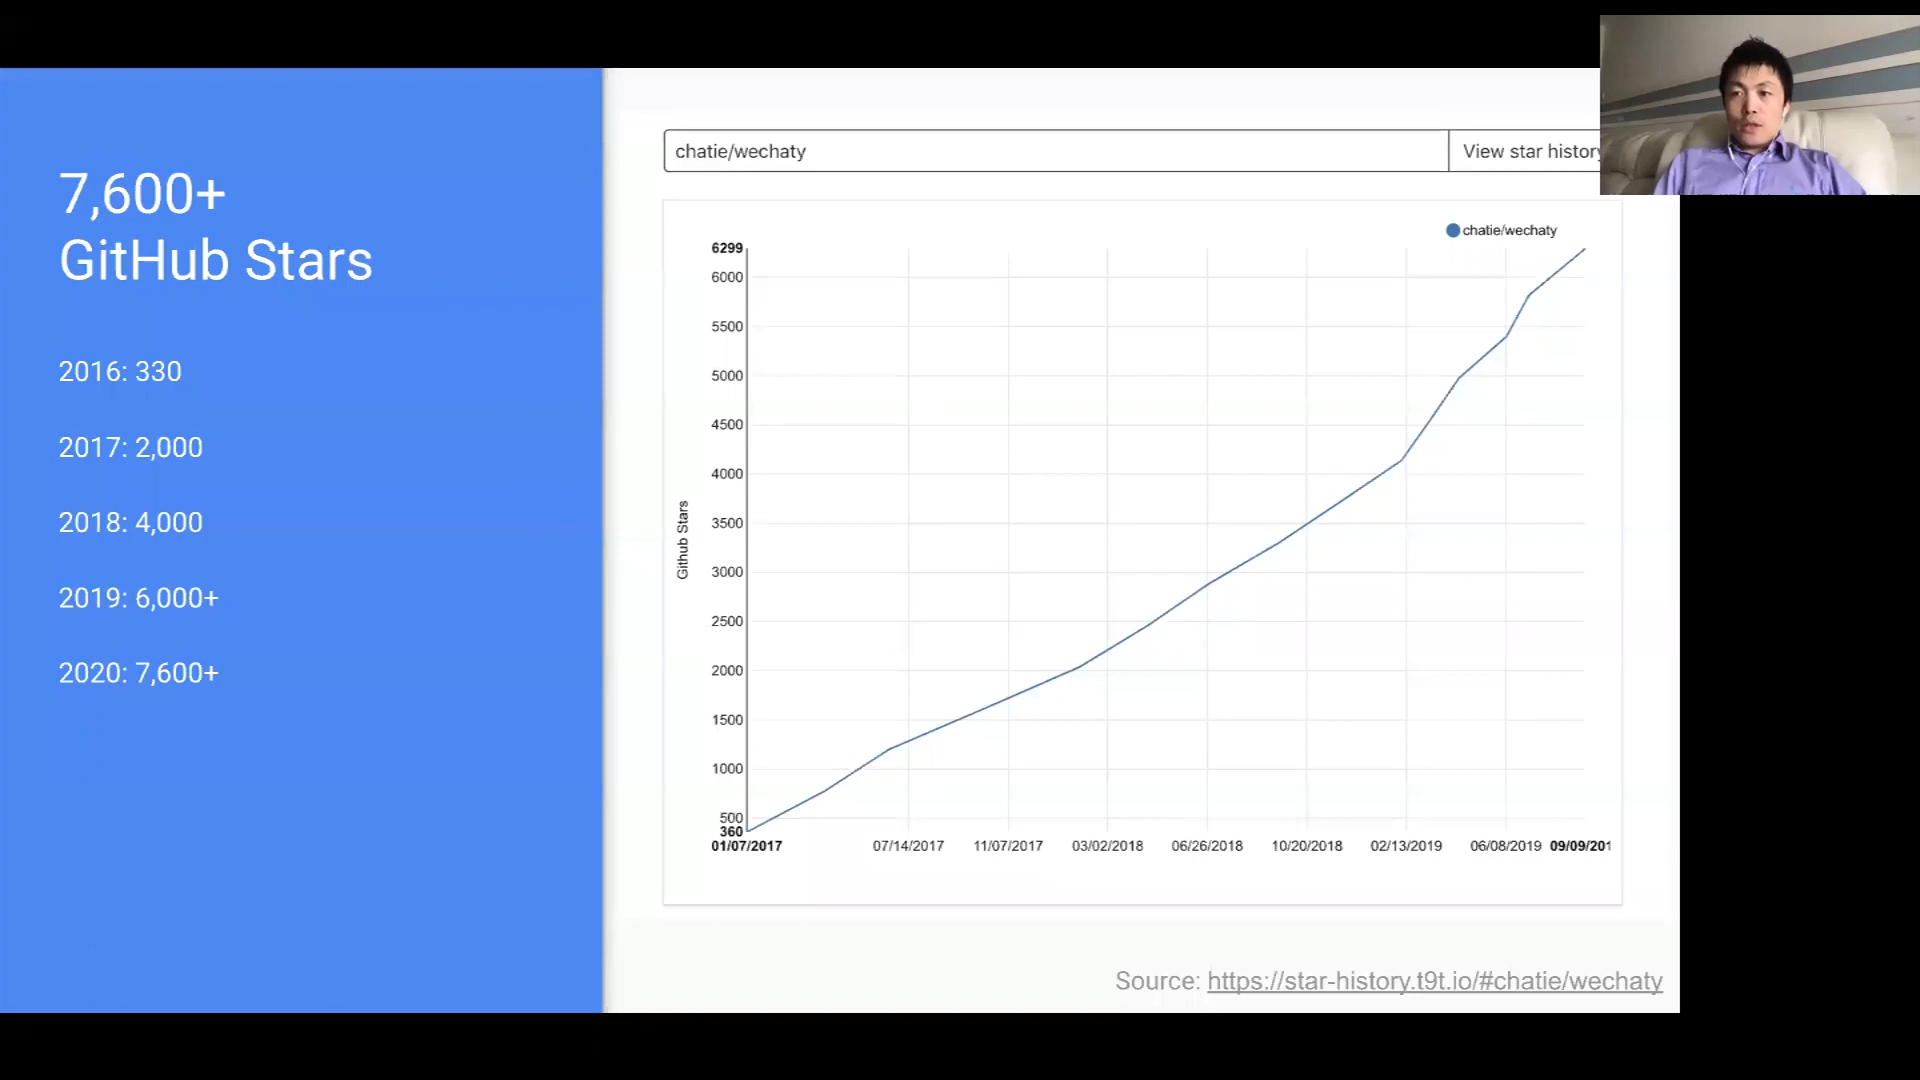 7,600+
GitHub Stars
2016: 330
2017: 2,000
2018: 4,000
2019: 6,000+
2020: 7,600+
chatie/wechaty
View star history
chatie/wechaty
6299
6000
5500
5000
4500
4000
3500
3000
2500
2000
1500
1000
500
360
Github Stars
01/07/2017 07/14/2017 11/07/2017 03/02/2018 06/26/2018 10/20/2018 02/13/2019 06/08/2019 09/09/201
Source: https://star-history.t9t.io/#chatie/wechaty